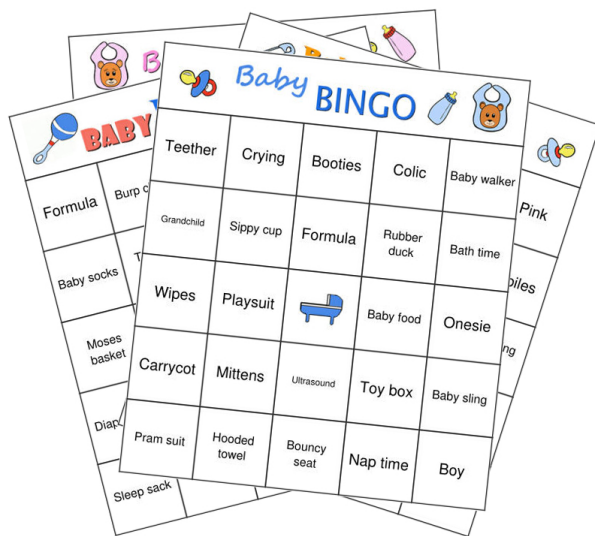 Baby BINGO
Teether Crying Booties Colic Baby walker
Grandchild Sippy cup Formula Rubber duck Bath time
Wipes Playsuit Baby food Onesie
Carrycot Mittens Ultrasound Toy box Baby sling
Pram suit Hooded towel Bouncy seat Nap time Boy
BABY
Formula Burp
Baby socks
Moses basket
Sleep sack
Pink